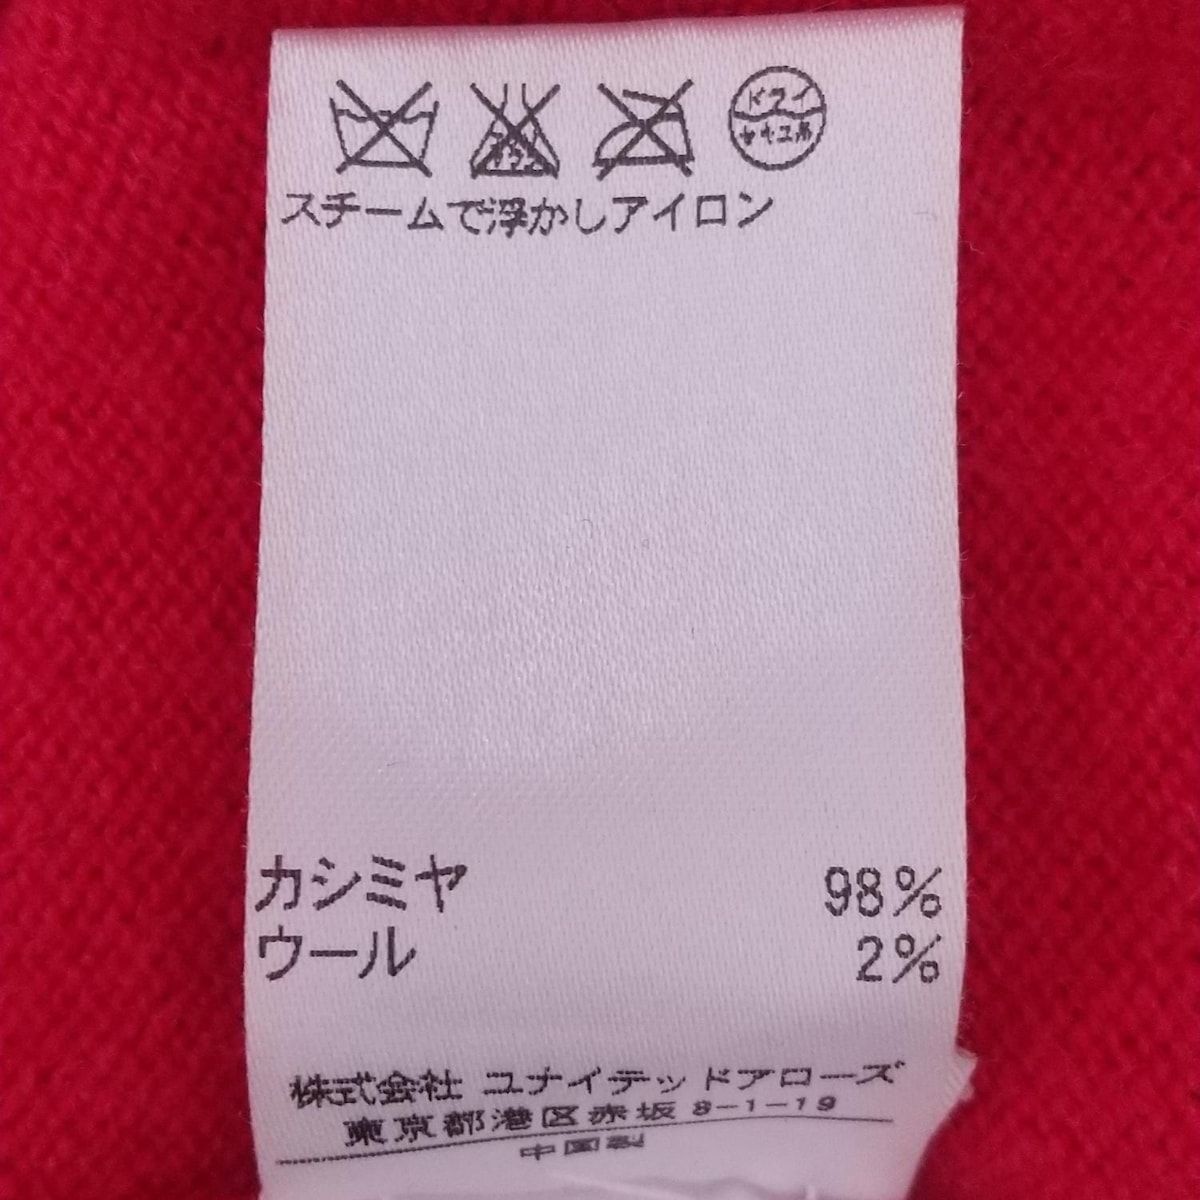 ドライ
セキユ系
スチームで浮かしアイロン
カシミヤ 98%
ウール 2%
株式会社 ユナイテッドアローズ
東京都港区赤坂 8-1-19
中国製